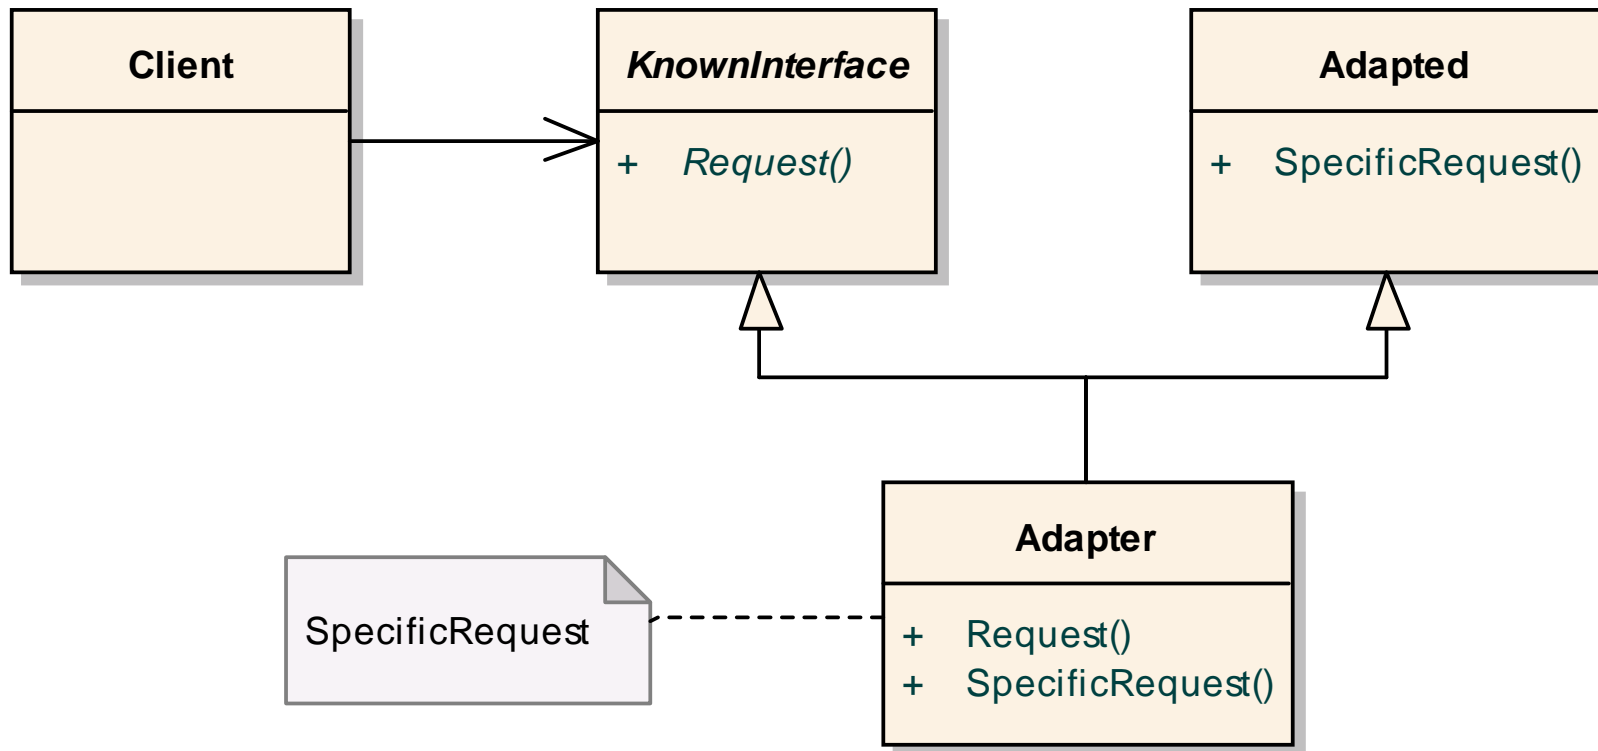 Client
KnownInterface
+ Request()
Adapted
+ SpecificRequest()
Adapter
+ Request()
+ SpecificRequest()
SpecificRequest